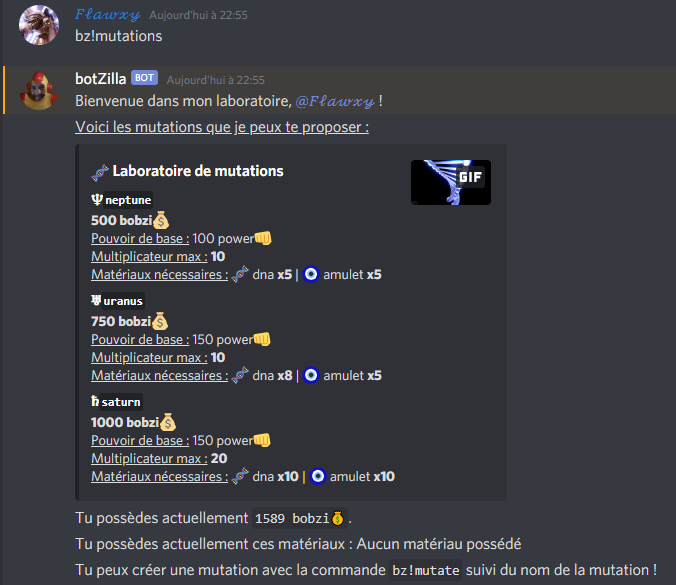 𝓕𝓵𝓪𝔀𝔁𝔂 Aujourd'hui à 22:55
bz!mutations
botZilla BOT Aujourd'hui à 22:55
Bienvenue dans mon laboratoire, @𝓕𝓵𝓪𝔀𝔁𝔂 !
Voici les mutations que je peux te proposer :
🧬 Laboratoire de mutations
GIF
♆ neptune
500 bobzi💰
Pouvoir de base : 100 power👊
Multiplicateur max : 10
Matériaux nécessaires : 🧬 dna x5 | 🧿 amulet x5
♅ uranus
750 bobzi💰
Pouvoir de base : 150 power👊
Multiplicateur max : 10
Matériaux nécessaires : 🧬 dna x8 | 🧿 amulet x5
♄ saturn
1000 bobzi💰
Pouvoir de base : 150 power👊
Multiplicateur max : 20
Matériaux nécessaires : 🧬 dna x10 | 🧿 amulet x10
Tu possèdes actuellement 1589 bobzi💰.
Tu possèdes actuellement ces matériaux : Aucun matériau possédé
Tu peux créer une mutation avec la commande bz!mutate suivi du nom de la mutation !